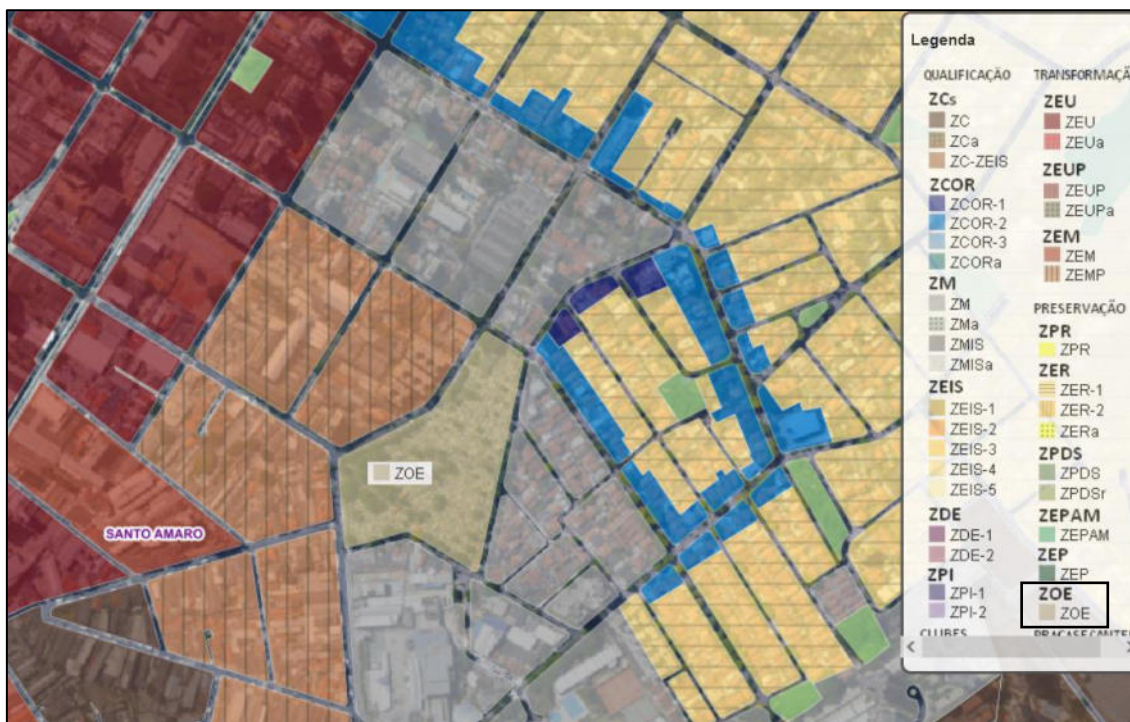 ZOE
SANTO AMARO
Legenda
QUALIFICAÇÃO
ZCs
ZC
ZCa
ZC-ZEIS
ZCOR
ZCOR-1
ZCOR-2
ZCOR-3
ZCORa
ZM
ZM
ZMa
ZMIS
ZMISa
ZEIS
ZEIS-1
ZEIS-2
ZEIS-3
ZEIS-4
ZEIS-5
ZDE
ZDE-1
ZDE-2
ZPI
ZPI-1
ZPI-2
CLUBES
TRANSFORMAÇÃ
ZEU
ZEU
ZEUa
ZEUP
ZEUP
ZEUPa
ZEM
ZEM
ZEMP
PRESERVAÇÃO
ZPR
ZPR
ZER
ZER-1
ZER-2
ZERa
ZPDS
ZPDS
ZPDSr
ZEPAM
ZEPAM
ZEP
ZEP
ZOE
ZOE